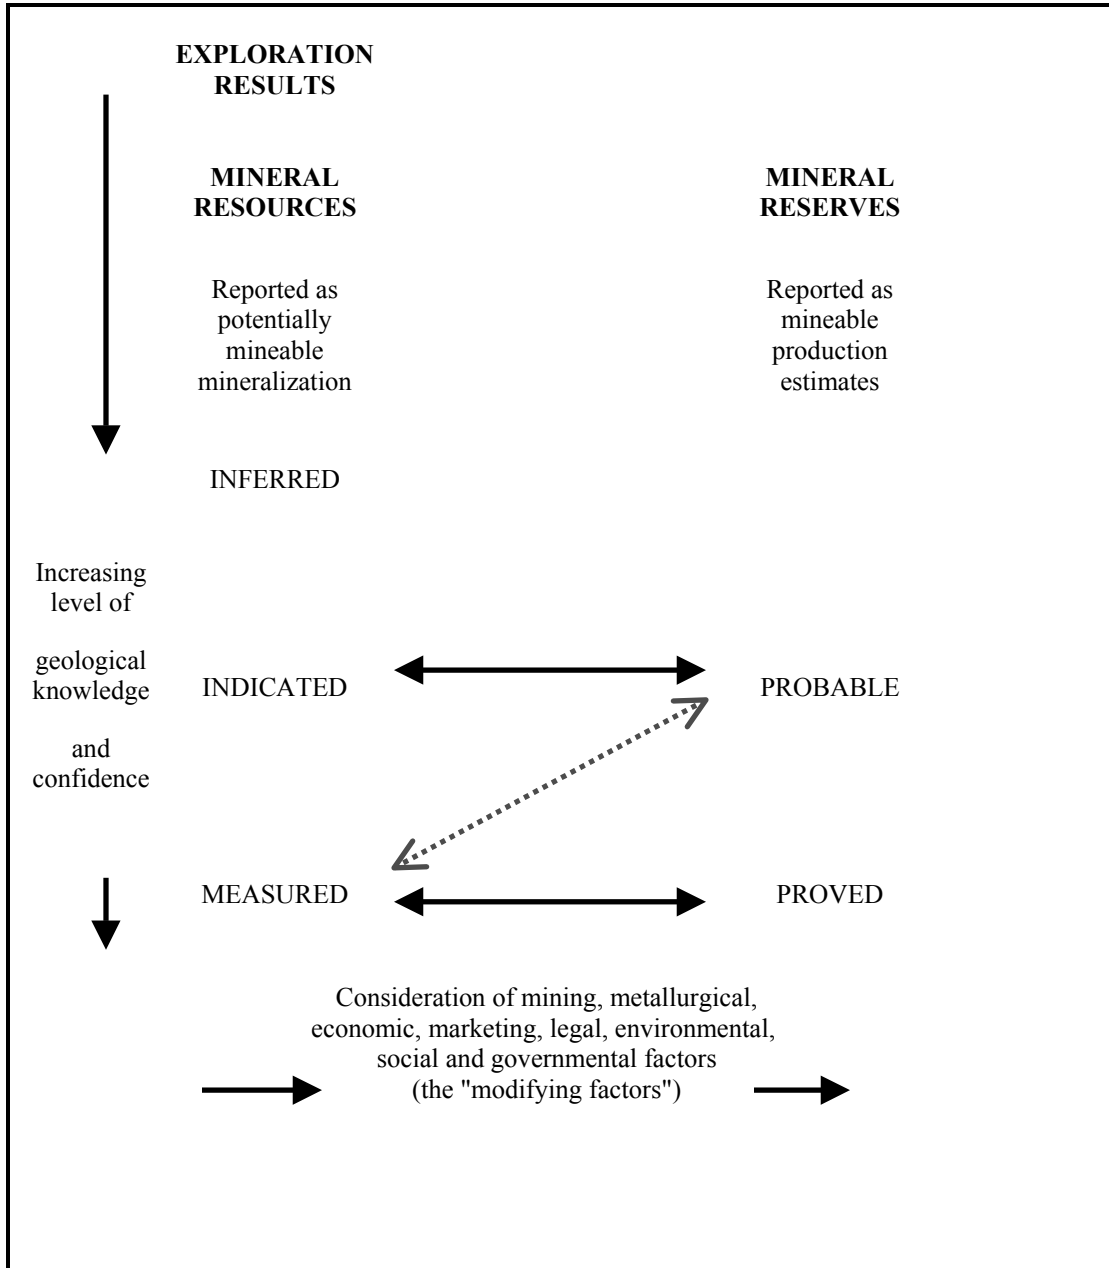 EXPLORATION
RESULTS
MINERAL
RESOURCES
MINERAL
RESERVES
Reported as
potentially
mineable
mineralization
Reported as
mineable
production
estimates
INFERRED
Increasing
level of
geological
knowledge
and
confidence
INDICATED
PROBABLE
MEASURED
PROVED
Consideration of mining, metallurgical,
economic, marketing, legal, environmental,
social and governmental factors
(the "modifying factors")